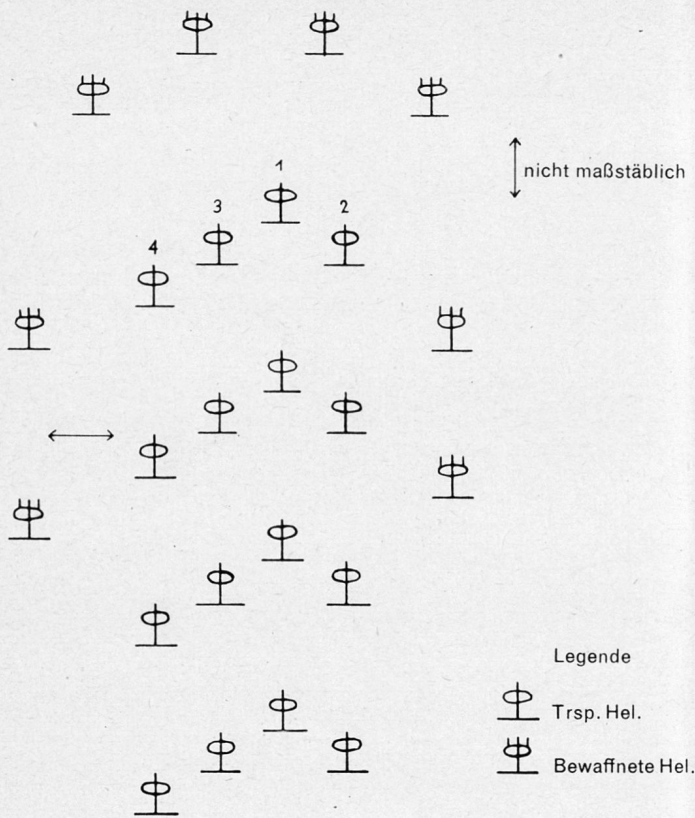 1
nicht maßstäblich
3
2
4
Legende
Trsp. Hel.
Bewaffnete Hel.